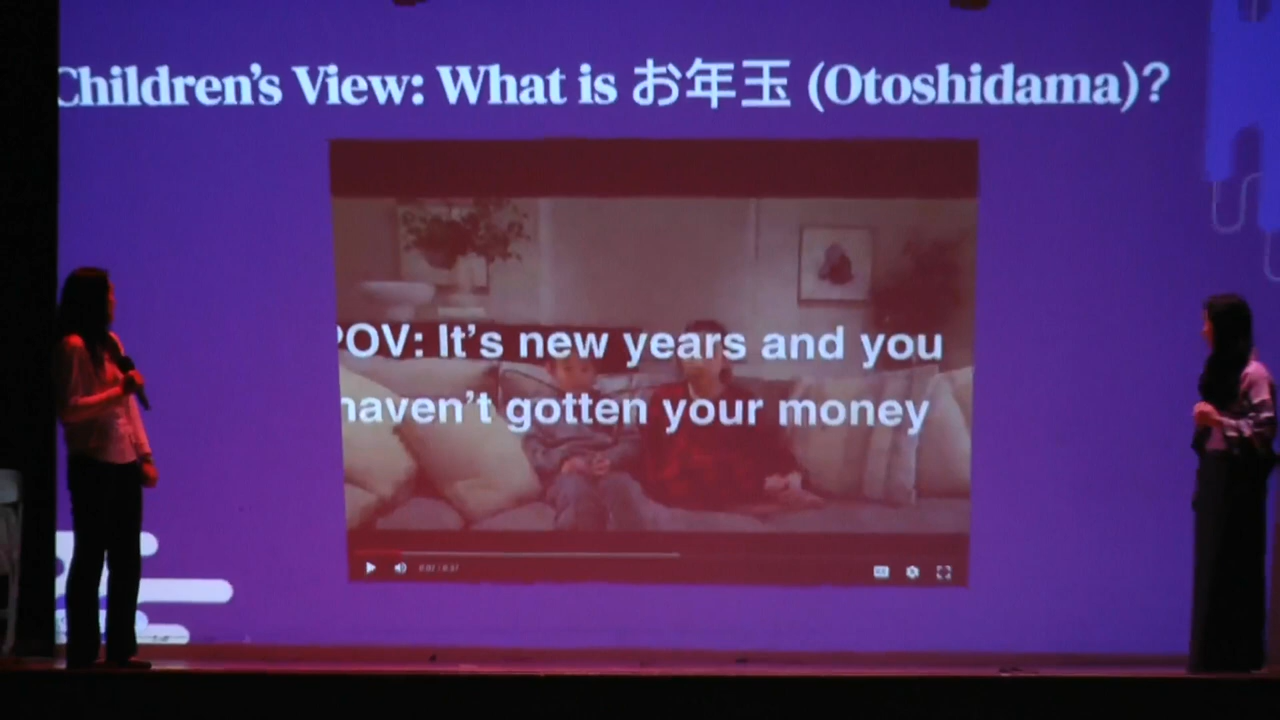 Children's View: What is お年玉 (Otoshidama)?
POV: It's new years and you
haven't gotten your money